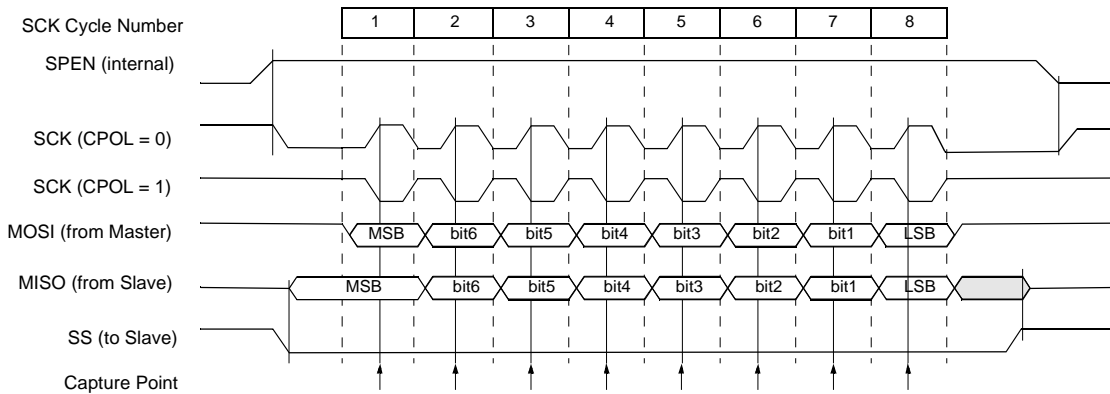 SCK Cycle Number 1 2 3 4 5 6 7 8
SPEN (internal)
SCK (CPOL = 0)
SCK (CPOL = 1)
MOSI (from Master) MSB bit6 bit5 bit4 bit3 bit2 bit1 LSB
MISO (from Slave) MSB bit6 bit5 bit4 bit3 bit2 bit1 LSB
SS (to Slave)
Capture Point